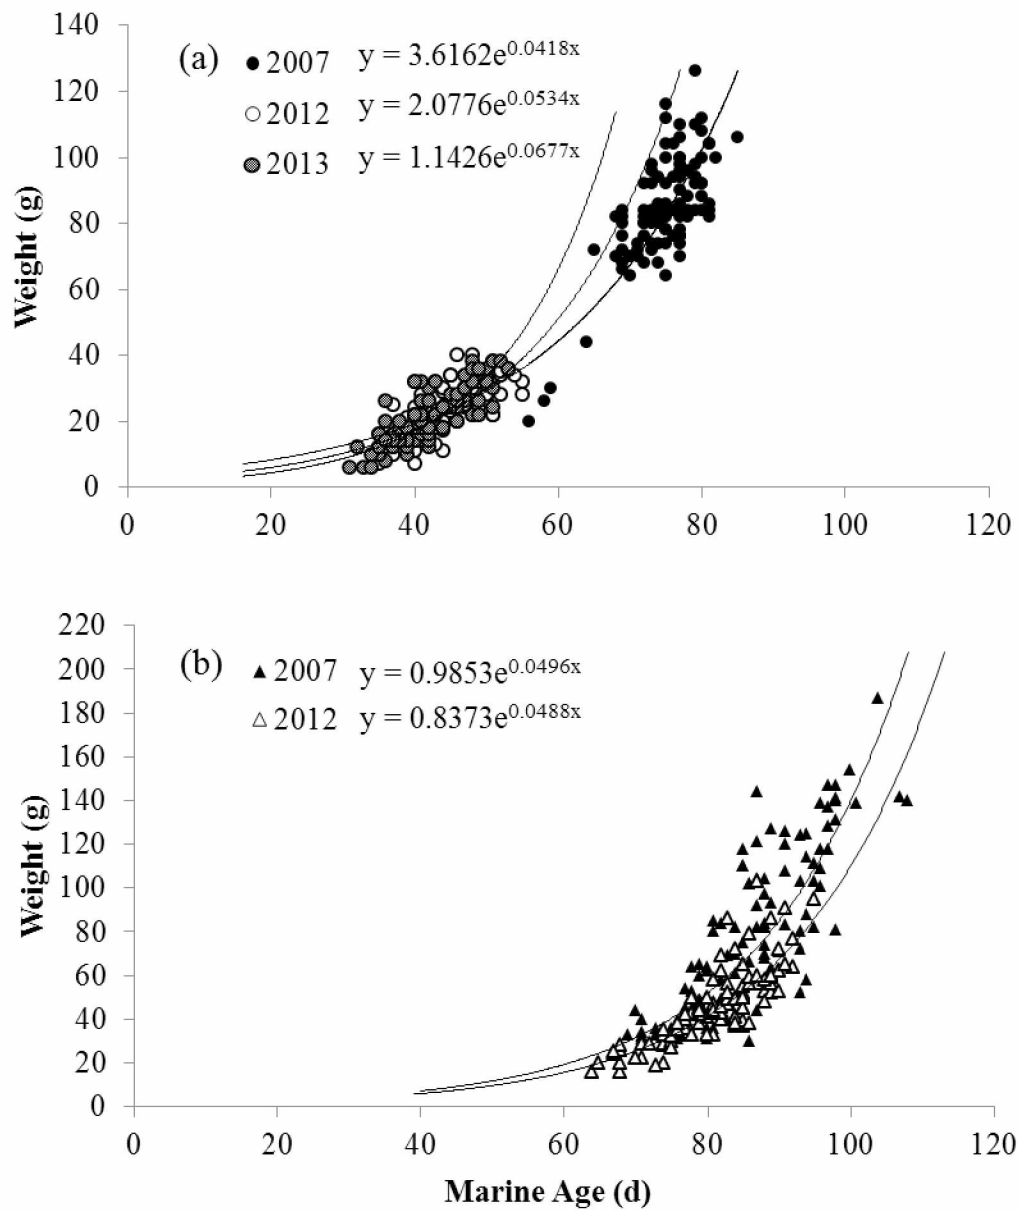 140
(a) 2007 y = 3.6162e^0.0418x
120
2012 y = 2.0776e^0.0534x
2013 y = 1.1426e^0.0677x
100
80
60
40
20
0
Weight (g)
0 20 40 60 80 100 120
220
(b) 2007 y = 0.9853e^0.0496x
200
2012 y = 0.8373e^0.0488x
180
160
140
120
100
80
60
40
20
0
Weight (g)
0 20 40 60 80 100 120
Marine Age (d)